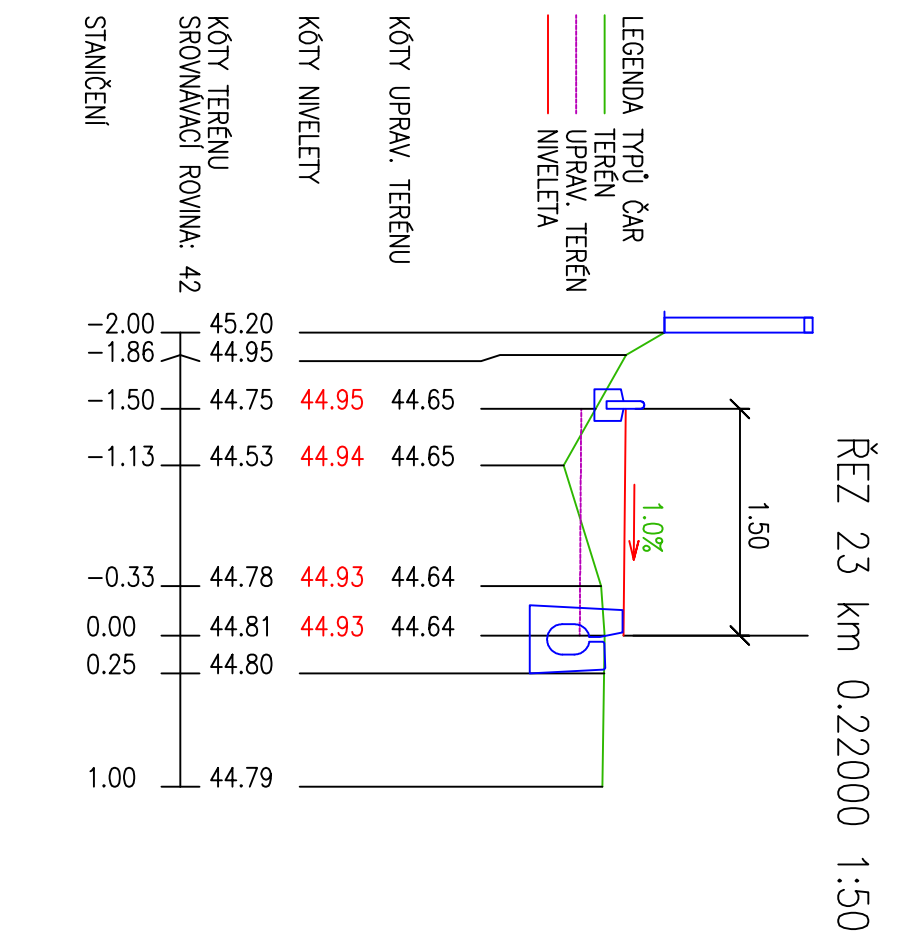 ŘEZ 23 km 0.22000 1:50
LEGENDA TYPŮ ČAR
TERÉN
UPRAV. TERÉN
NIVELETA
1.50
1.0%
KÓTY UPRAV. TERÉNU
44.65
44.65
44.64
44.64
KÓTY NIVELETY
44.95
44.94
44.93
44.93
KÓTY TERÉNU
45.20
44.95
44.75
44.53
44.78
44.81
44.80
44.79
SROVNÁVACÍ ROVINA: 42
STANIČENÍ
-2.00
-1.86
-1.50
-1.13
-0.33
0.00
0.25
1.00